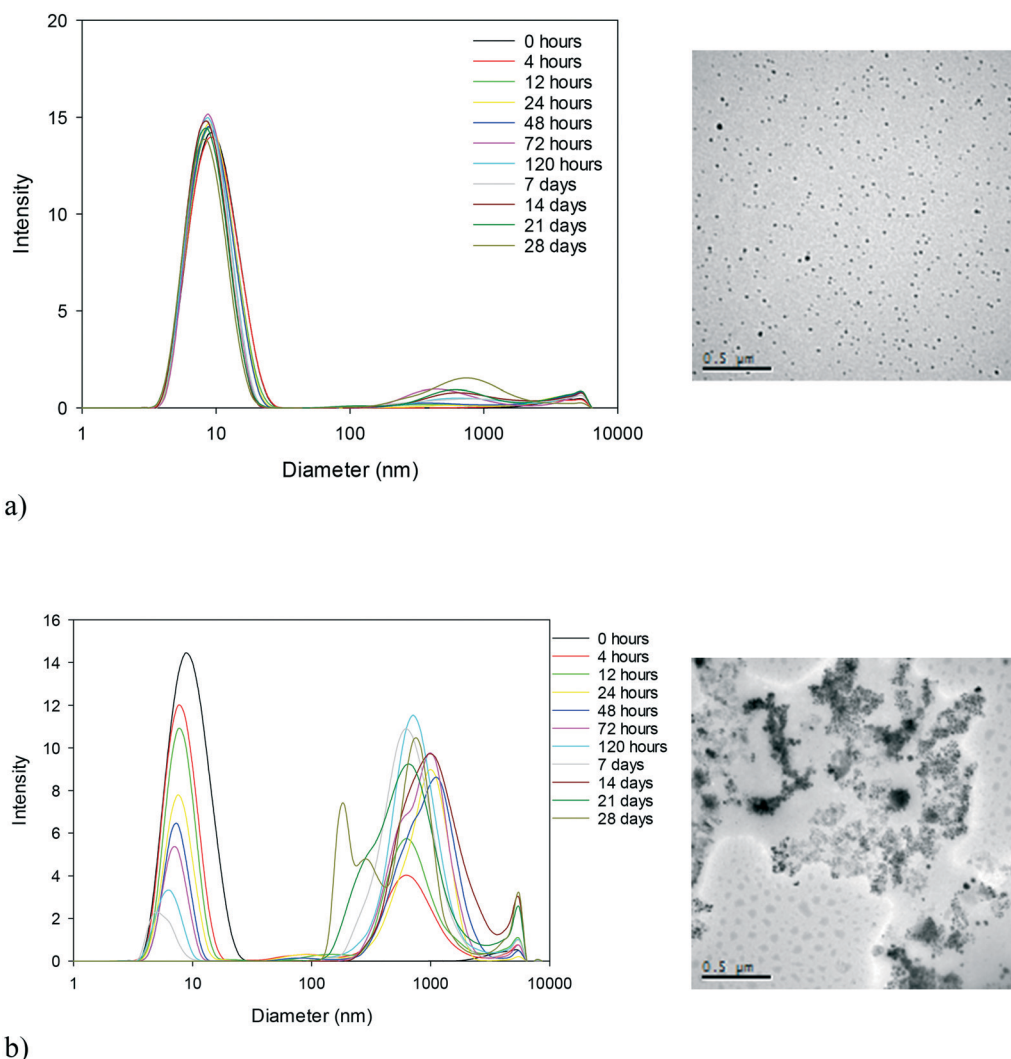 20
15
10
5
0
Intensity
0 hours
4 hours
12 hours
24 hours
48 hours
72 hours
120 hours
7 days
14 days
21 days
28 days
1
10
100
1000
10000
Diameter (nm)
0.5 µm
a)
16
14
12
10
8
6
4
2
0
Intensity
0 hours
4 hours
12 hours
24 hours
48 hours
72 hours
120 hours
7 days
14 days
21 days
28 days
1
10
100
1000
10000
Diameter (nm)
0.5 µm
b)